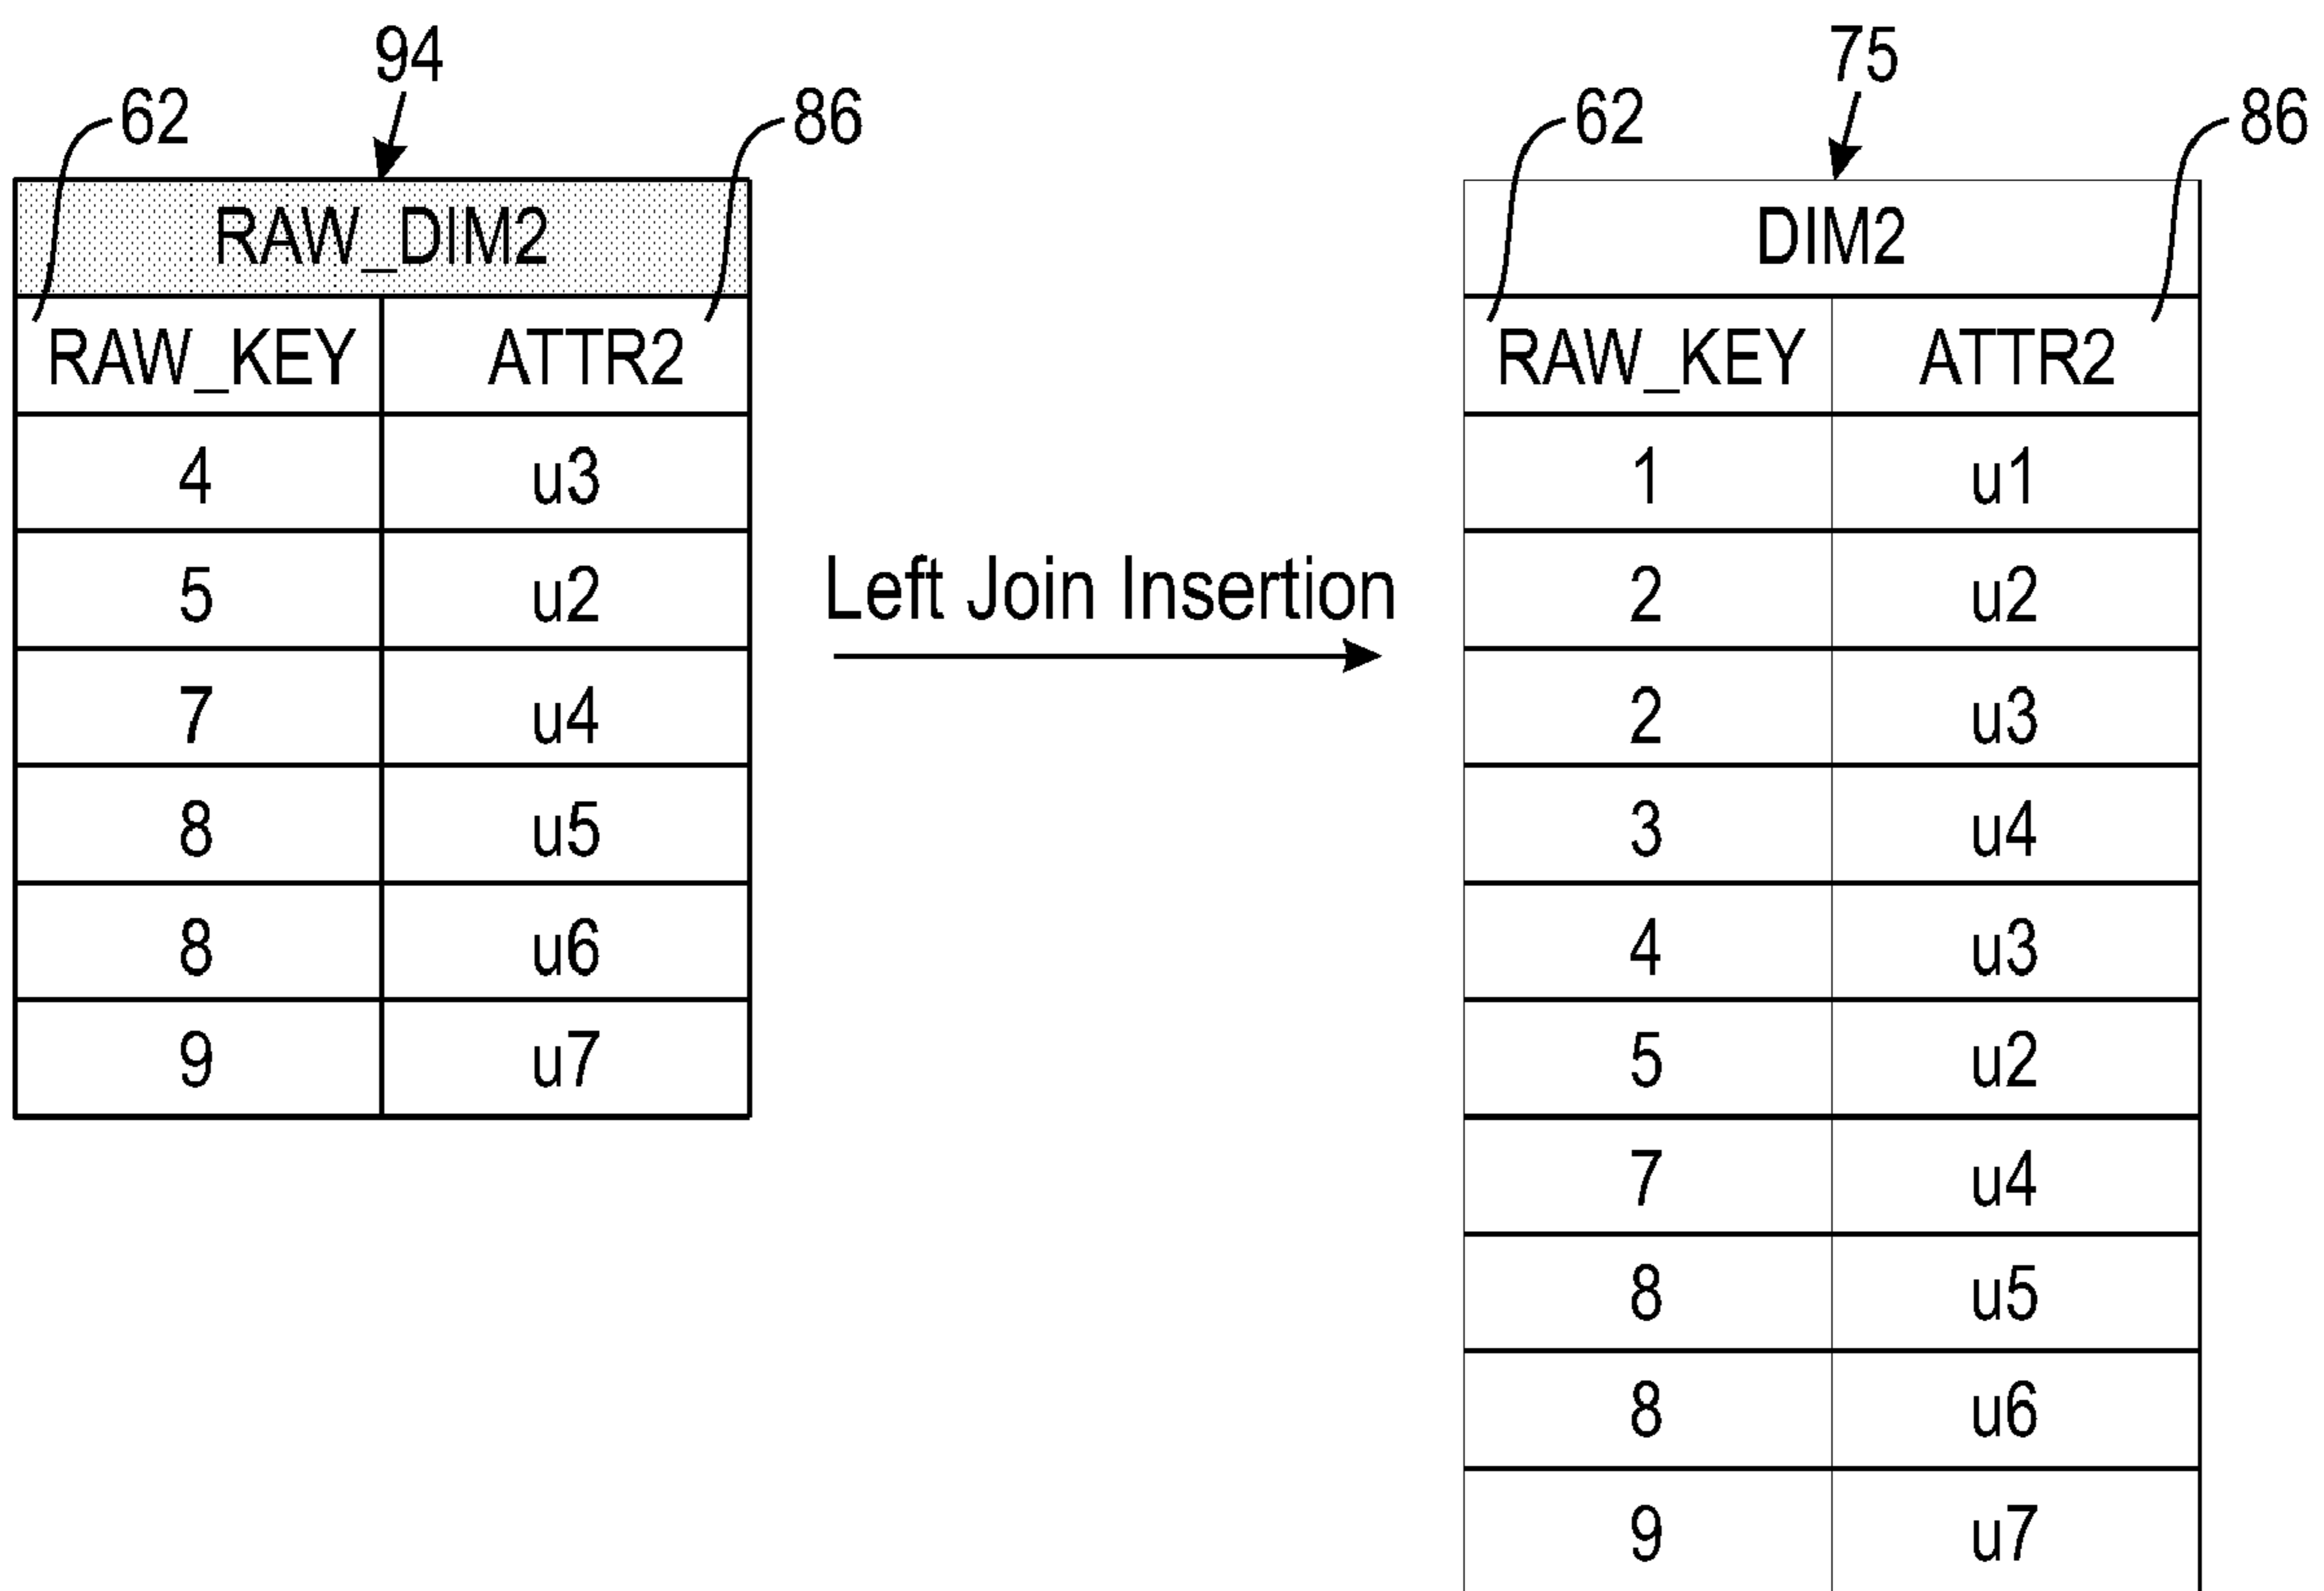 94
62
86
RAW_DIM2
RAW_KEY ATTR2
4 u3
5 u2
7 u4
8 u5
8 u6
9 u7
Left Join Insertion
75
62
86
DIM2
RAW_KEY ATTR2
1 u1
2 u2
2 u3
3 u4
4 u3
5 u2
7 u4
8 u5
8 u6
9 u7